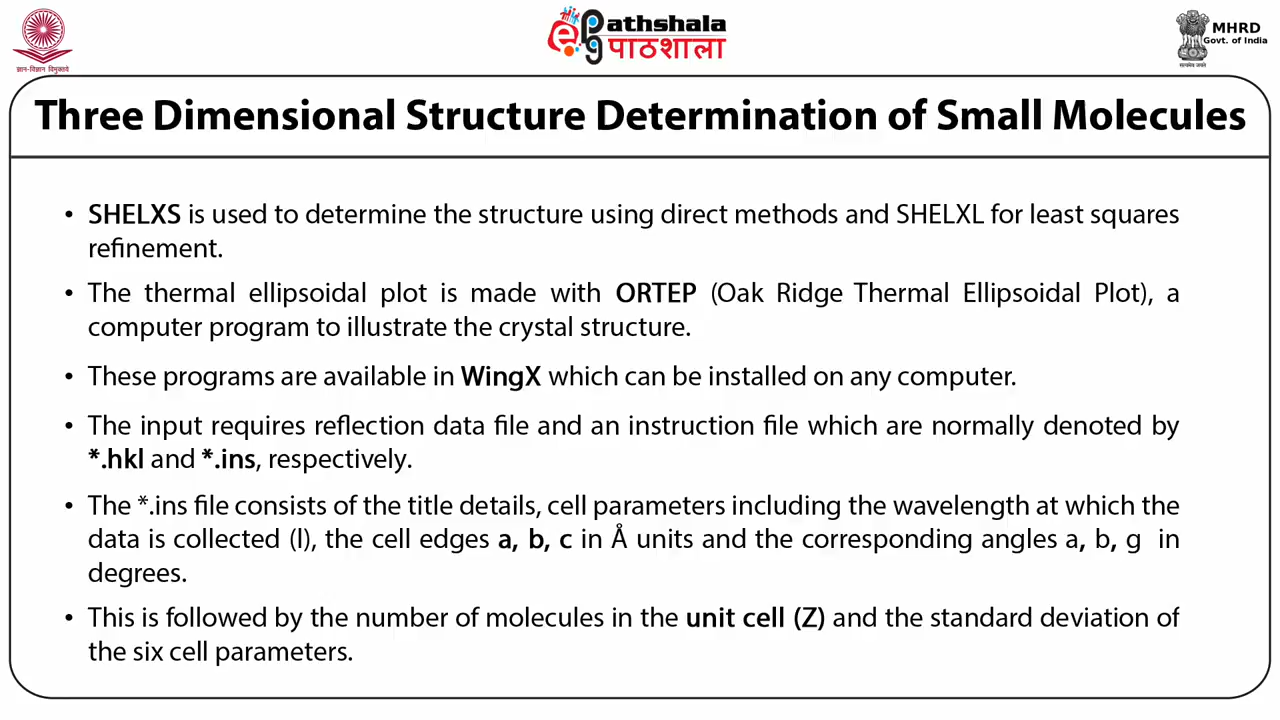 ज्ञान-विज्ञान विमुक्तये
ePg Pathshala
पाठशाला
MHRD
Govt. of India
सत्यमेव जयते
Three Dimensional Structure Determination of Small Molecules
• SHELXS is used to determine the structure using direct methods and SHELXL for least squares
refinement.
• The thermal ellipsoidal plot is made with ORTEP (Oak Ridge Thermal Ellipsoidal Plot), a
computer program to illustrate the crystal structure.
• These programs are available in WingX which can be installed on any computer.
• The input requires reflection data file and an instruction file which are normally denoted by
*.hkl and *.ins, respectively.
• The *.ins file consists of the title details, cell parameters including the wavelength at which the
data is collected (l), the cell edges a, b, c in Å units and the corresponding angles a, b, g in
degrees.
• This is followed by the number of molecules in the unit cell (Z) and the standard deviation of
the six cell parameters.